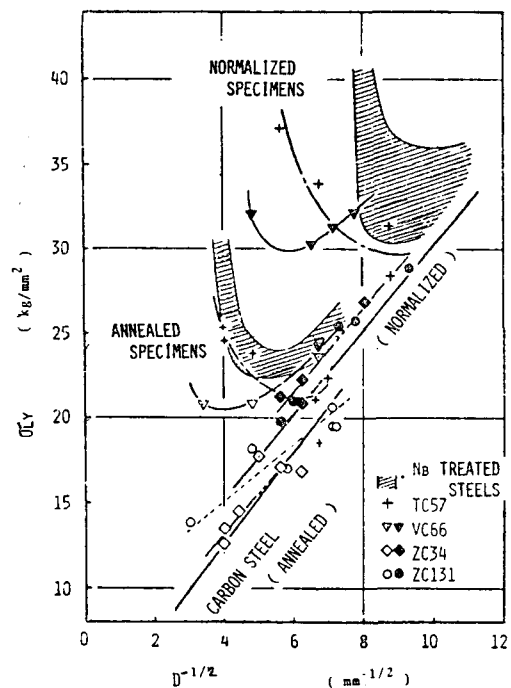 40
35
30
25
20
15
10
( kg/mm² )
σLY
NORMALIZED
SPECIMENS
ANNEALED
SPECIMENS
( NORMALIZED )
CARBON STEEL
( ANNEALED )
NB TREATED
STEELS
+ TC57
▽▼ VC66
◇◆ ZC34
○● ZC131
0 2 4 6 8 10 12
D⁻¹/² ( mm⁻¹/² )